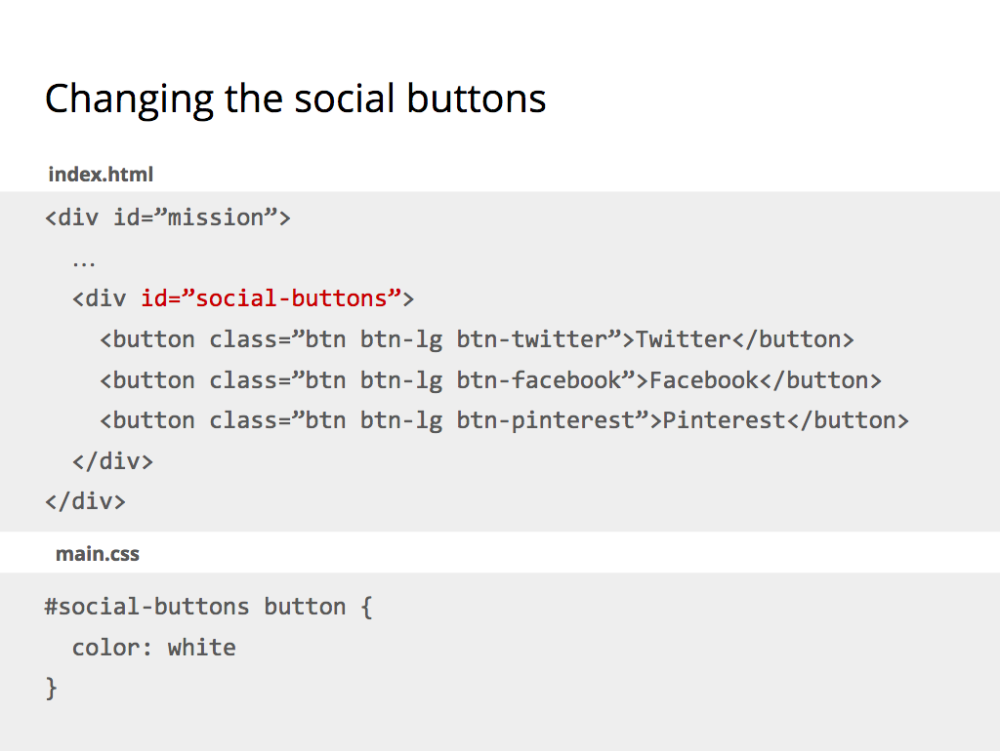 Changing the social buttons
index.html
<div id=”mission”>
...
<div id=”social-buttons”>
<button class=”btn btn-lg btn-twitter”>Twitter</button>
<button class=”btn btn-lg btn-facebook”>Facebook</button>
<button class=”btn btn-lg btn-pinterest”>Pinterest</button>
</div>
</div>
main.css
#social-buttons button {
color: white
}